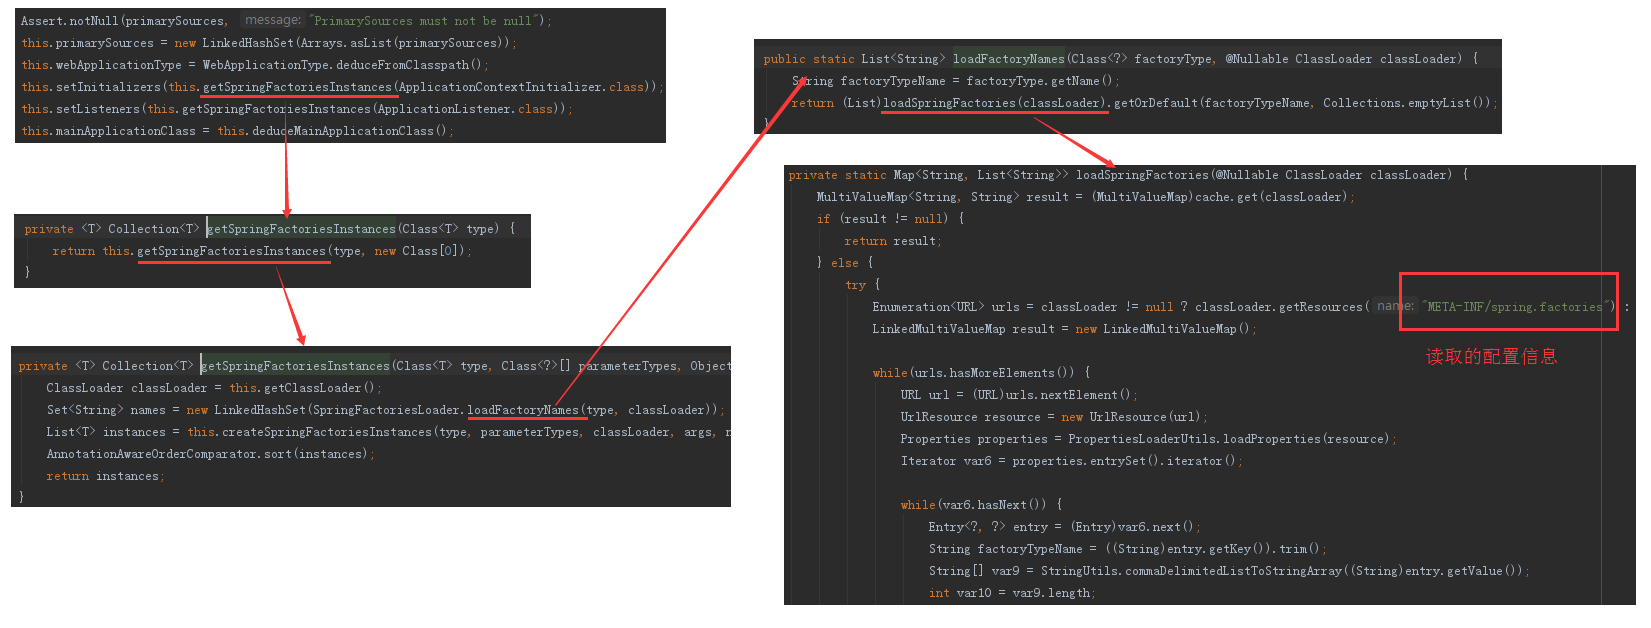 Assert.notNull(primarySources, message: "PrimarySources must not be null");
this.primarySources = new LinkedHashSet(Arrays.asList(primarySources));
this.webApplicationType = WebApplicationType.deduceFromClasspath();
this.setInitializers(this.getSpringFactoriesInstances(ApplicationContextInitializer.class));
this.setListeners(this.getSpringFactoriesInstances(ApplicationListener.class));
this.mainApplicationClass = this.deduceMainApplicationClass();
private <T> Collection<T> getSpringFactoriesInstances(Class<T> type) {
return this.getSpringFactoriesInstances(type, new Class[0]);
}
private <T> Collection<T> getSpringFactoriesInstances(Class<T> type, Class<?>[] parameterTypes, Object
ClassLoader classLoader = this.getClassLoader();
Set<String> names = new LinkedHashSet(SpringFactoriesLoader.loadFactoryNames(type, classLoader));
List<T> instances = this.createSpringFactoriesInstances(type, parameterTypes, classLoader, args, n
AnnotationAwareOrderComparator.sort(instances);
return instances;
}
public static List<String> loadFactoryNames(Class<?> factoryType, @Nullable ClassLoader classLoader) {
String factoryTypeName = factoryType.getName();
return (List)loadSpringFactories(classLoader).getOrDefault(factoryTypeName, Collections.emptyList());
}
private static Map<String, List<String>> loadSpringFactories(@Nullable ClassLoader classLoader) {
MultiValueMap<String, String> result = (MultiValueMap)cache.get(classLoader);
if (result != null) {
return result;
} else {
try {
Enumeration<URL> urls = classLoader != null ? classLoader.getResources( name: "META-INF/spring.factories") :
LinkedMultiValueMap result = new LinkedMultiValueMap();
读取的配置信息
while(urls.hasMoreElements()) {
URL url = (URL)urls.nextElement();
UrlResource resource = new UrlResource(url);
Properties properties = PropertiesLoaderUtils.loadProperties(resource);
Iterator var6 = properties.entrySet().iterator();
while(var6.hasNext()) {
Entry<?, ?> entry = (Entry)var6.next();
String factoryTypeName = ((String)entry.getKey()).trim();
String[] var9 = StringUtils.commaDelimitedListToStringArray((String)entry.getValue());
int var10 = var9.length;